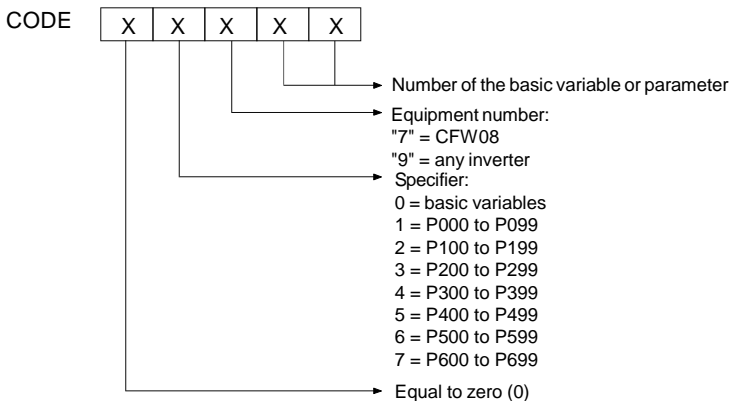 CODE X X X X X
Number of the basic variable or parameter
Equipment number:
"7" = CFW08
"9" = any inverter
Specifier:
0 = basic variables
1 = P000 to P099
2 = P100 to P199
3 = P200 to P299
4 = P300 to P399
5 = P400 to P499
6 = P500 to P599
7 = P600 to P699
Equal to zero (0)